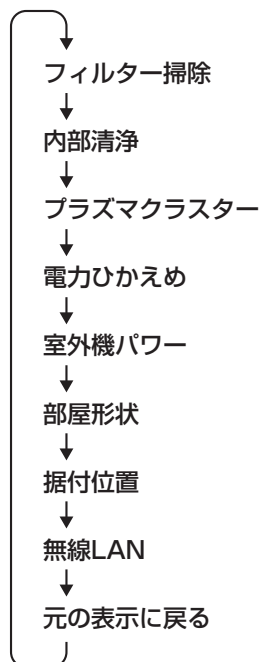 フィルター掃除
内部清浄
プラズマクラスター
電力ひかえめ
室外機パワー
部屋形状
据付位置
無線LAN
元の表示に戻る